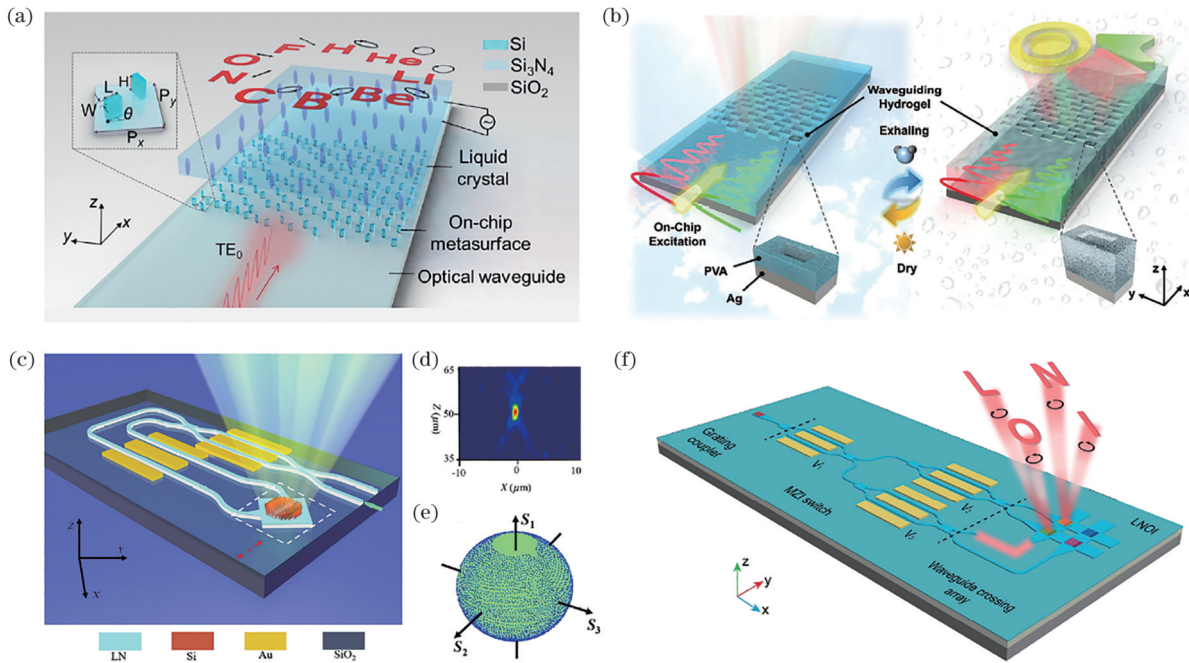 (a)
O F H He
N Li
C B Be
Si
Si3N4
SiO2
L H
W θ
Py
Px
Liquid
crystal
On-chip
metasurface
Optical waveguide
TE0
z
y x
(b)
Waveguiding
Hydrogel
Exhaling
Dry
On-Chip
Excitation
PVA
Ag
z
y x
(c)
Z
Y
X
LN Si Au SiO2
(d)
65
50
35
Z (μm)
-10 0 10
X (μm)
(e)
S1
S2
S3
(f)
L N
O I
Grating
coupler
V1
MZI switch
V2
V3
LNOI
Waveguide crossing
array
z
y
x